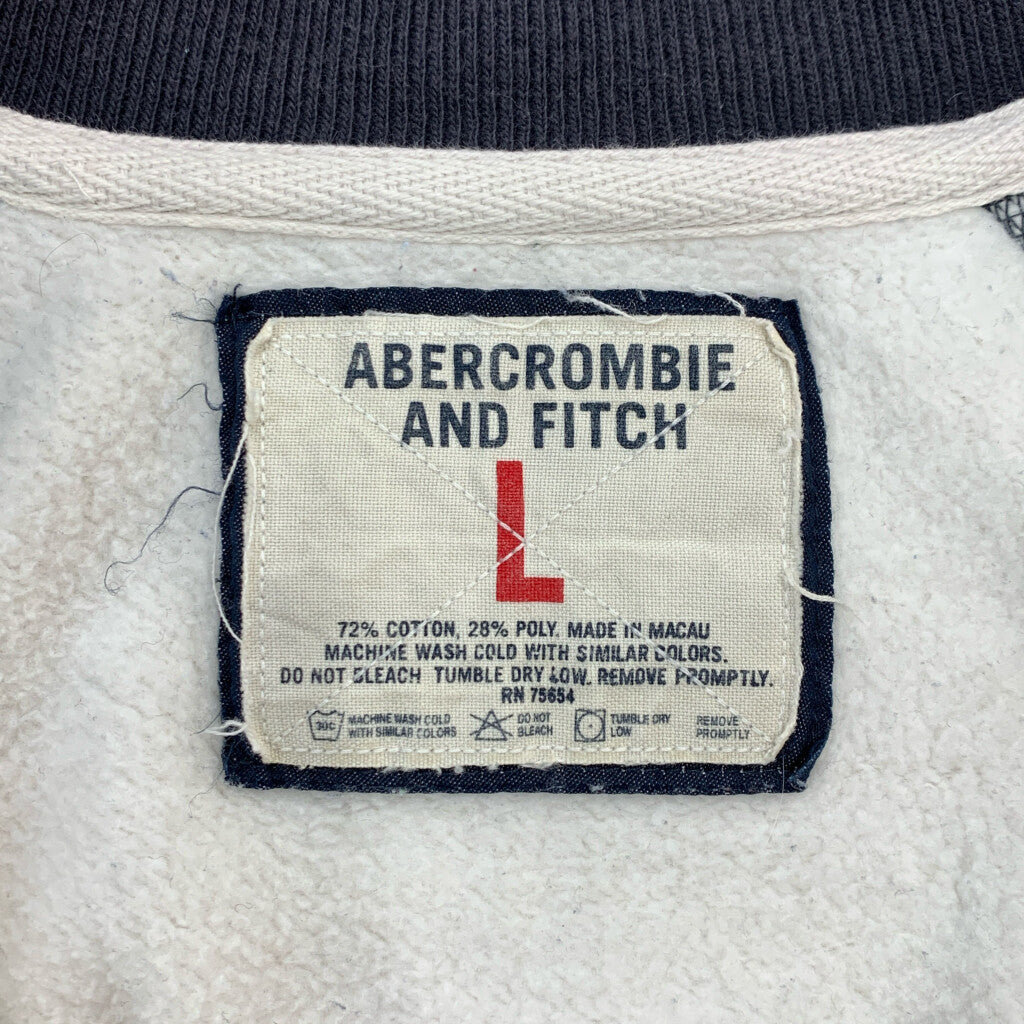 ABERCROMBIE
AND FITCH
L
72% COTTON, 28% POLY. MADE IN MACAU
MACHINE WASH COLD WITH SIMILAR COLORS.
DO NOT BLEACH TUMBLE DRY LOW. REMOVE PROMPTLY.
RN 75654
30C MACHINE WASH COLD DO NOT TUMBLE DRY REMOVE
WITH SIMILAR COLORS BLEACH LOW PROMPTLY